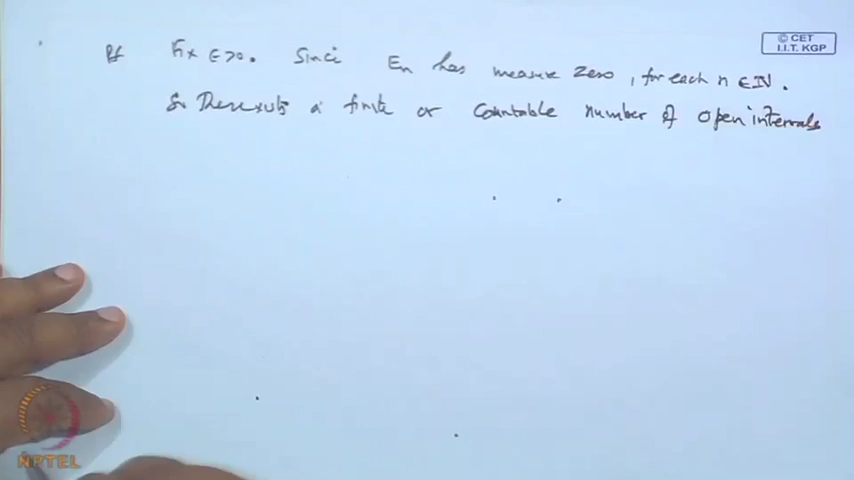 © CET
I.I.T. KGP
Pf Fix ∈>0. Since En has measure zero, for each n ∈ IN.
So There exists a finite or Countable number of open intervals
NPTEL